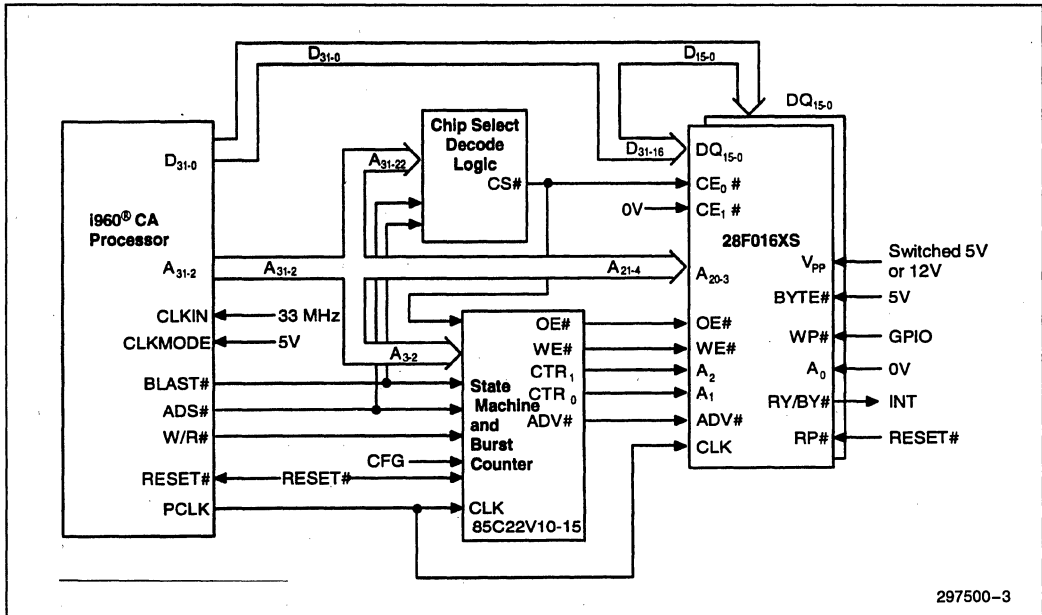 D31-0
D15-0
DQ15-0
Chip Select
Decode
Logic
CS#
A31-22
D31-16
i960® CA
Processor
D31-0
A31-2
CLKIN
CLKMODE
BLAST#
ADS#
W/R#
RESET#
PCLK
A31-2
33 MHz
5V
A3-2
CFG
RESET#
A21-4
0V
OE#
WE#
CTR1
CTR0
ADV#
State
Machine
and
Burst
Counter
CLK
85C22V10-15
DQ15-0
CE0#
CE1#
28F016XS
A20-3
OE#
WE#
A2
A1
ADV#
CLK
VPP
BYTE#
WP#
A0
RY/BY#
RP#
Switched 5V
or 12V
5V
GPIO
0V
INT
RESET#
297500-3